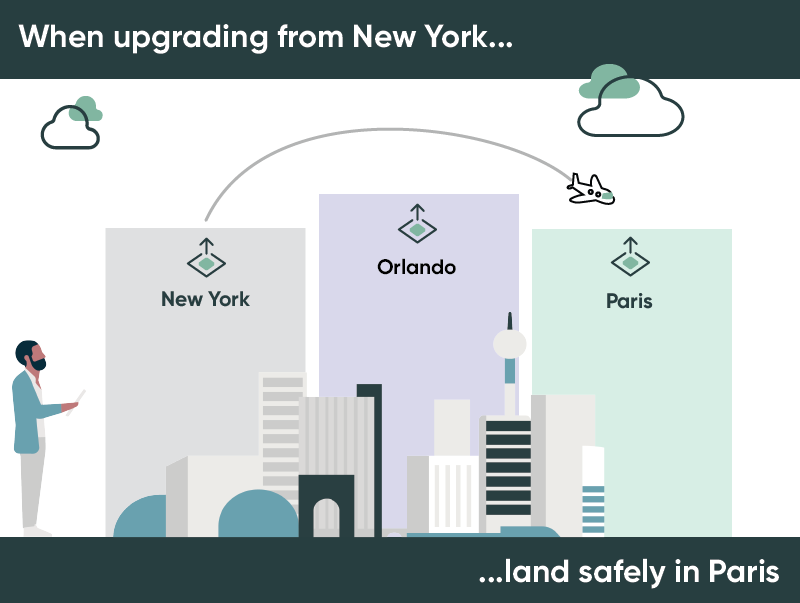 When upgrading from New York...
Orlando
New York
Paris
...land safely in Paris